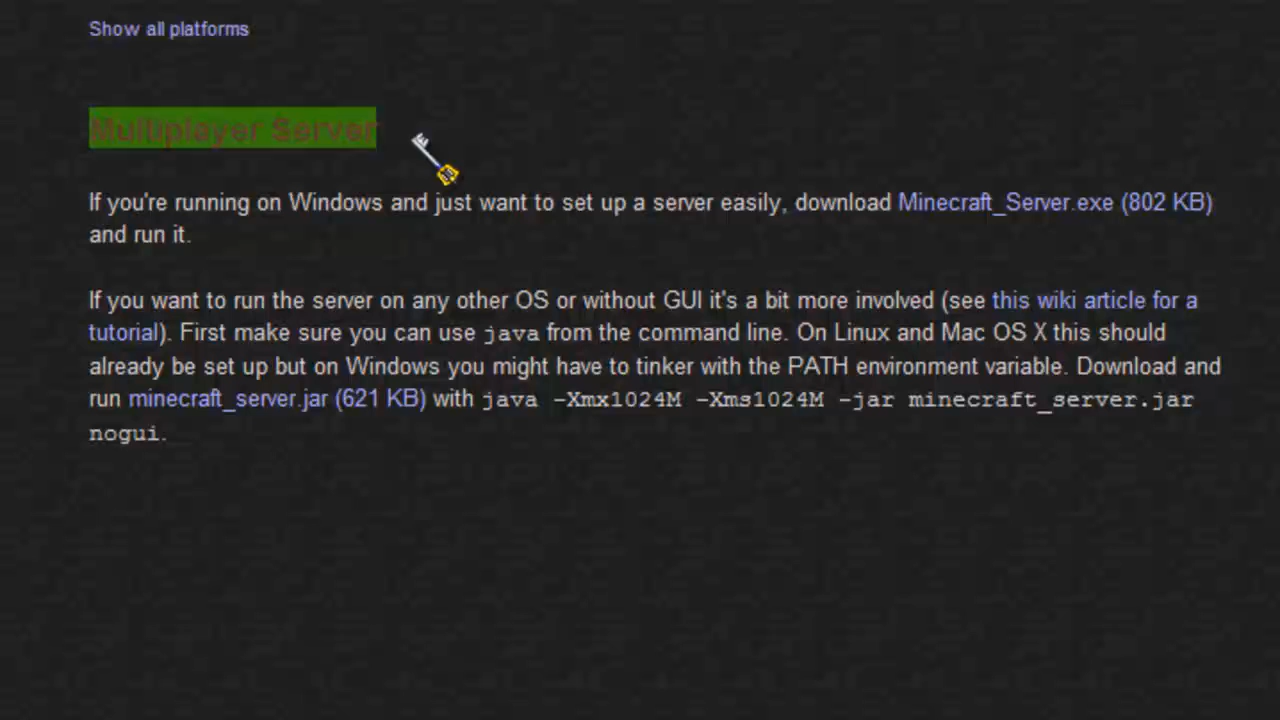 Show all platforms
Multiplayer Server
If you're running on Windows and just want to set up a server easily, download Minecraft_Server.exe (802 KB)
and run it.
If you want to run the server on any other OS or without GUI it's a bit more involved (see this wiki article for a
tutorial). First make sure you can use java from the command line. On Linux and Mac OS X this should
already be set up but on Windows you might have to tinker with the PATH environment variable. Download and
run minecraft_server.jar (621 KB) with java -Xmx1024M -Xms1024M -jar minecraft_server.jar
nogui.